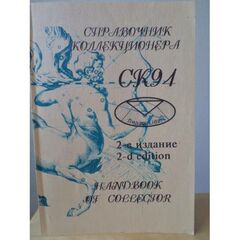 СПРАВОЧНИК
КОЛЛЕКЦИОНЕРА
СК91
2-е издание
2-d edition
HANDBOOK
OF COLLECTOR